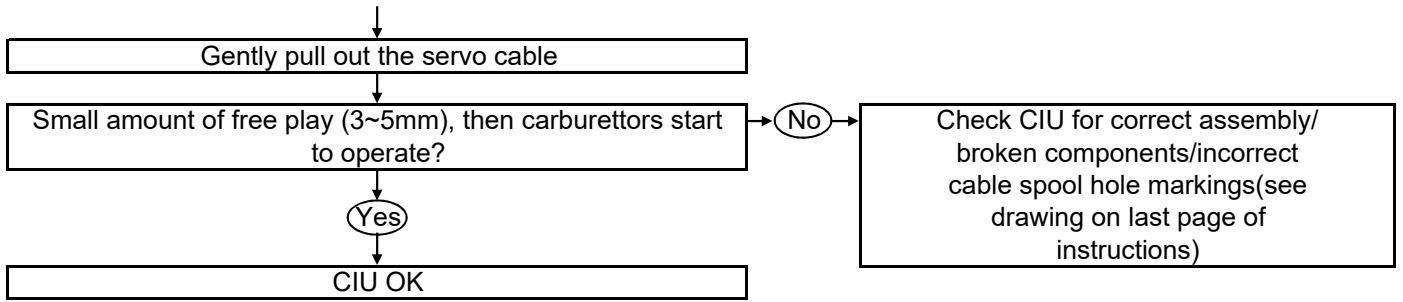 Gently pull out the servo cable
Small amount of free play (3~5mm), then carburettors start
to operate?
No
Check CIU for correct assembly/
broken components/incorrect
cable spool hole markings(see
drawing on last page of
instructions)
Yes
CIU OK